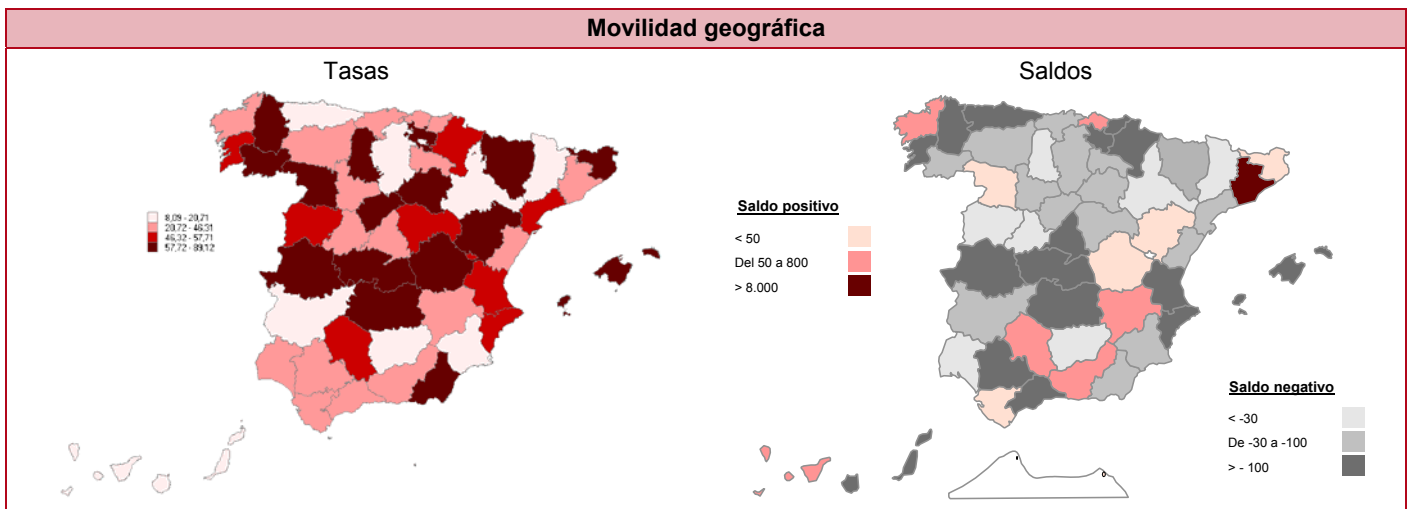 Movilidad geográfica
Tasas
8,09 - 20,71
20,72 - 46,31
46,32 - 57,71
57,72 - 89,12
Saldos
Saldo positivo
< 50
Del 50 a 800
> 8.000
Saldo negativo
< -30
De -30 a -100
> - 100